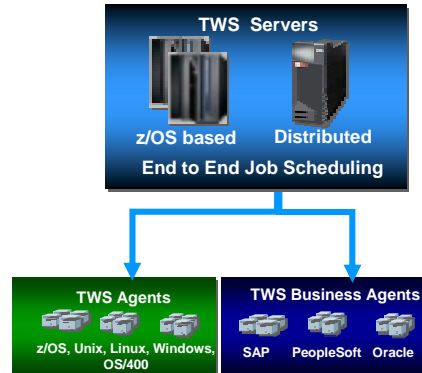 TWS Servers
z/OS based
Distributed
End to End Job Scheduling
TWS Agents
z/OS, Unix, Linux, Windows,
OS/400
TWS Business Agents
SAP PeopleSoft Oracle